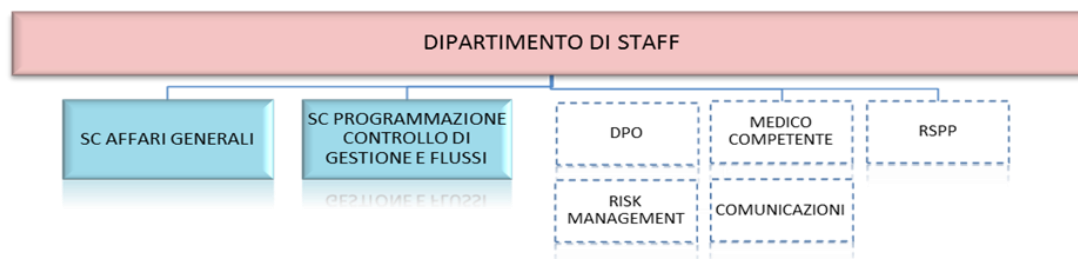 DIPARTIMENTO DI STAFF
SC AFFARI GENERALI
SC PROGRAMMAZIONE
CONTROLLO DI
GESTIONE E FLUSSI
DPO
MEDICO
COMPETENTE
RSPP
RISK
MANAGEMENT
COMUNICAZIONI